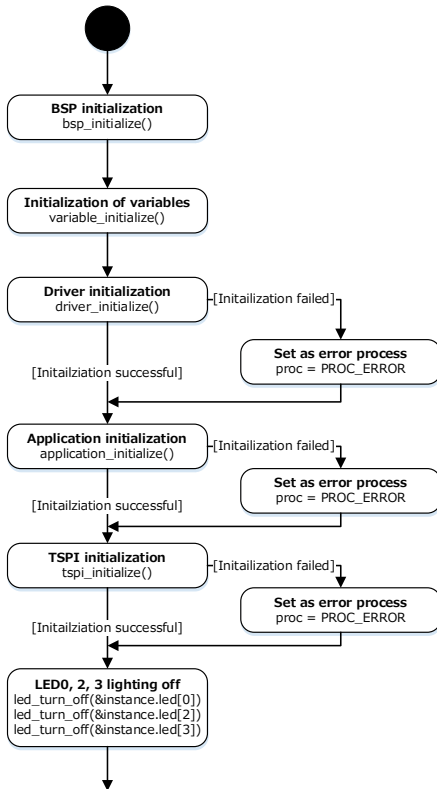 BSP initialization
bsp_initialize()
Initialization of variables
variable_initialize()
Driver initialization
driver_initialize()
[Initailization failed]
Set as error process
proc = PROC_ERROR
[Initailziation successful]
Application initialization
application_initialize()
[Initailization failed]
Set as error process
proc = PROC_ERROR
[Initailziation successful]
TSPI initialization
tspi_initialize()
[Initailization failed]
Set as error process
proc = PROC_ERROR
[Initailziation successful]
LED0, 2, 3 lighting off
led_turn_off(&instance.led[0])
led_turn_off(&instance.led[2])
led_turn_off(&instance.led[3])